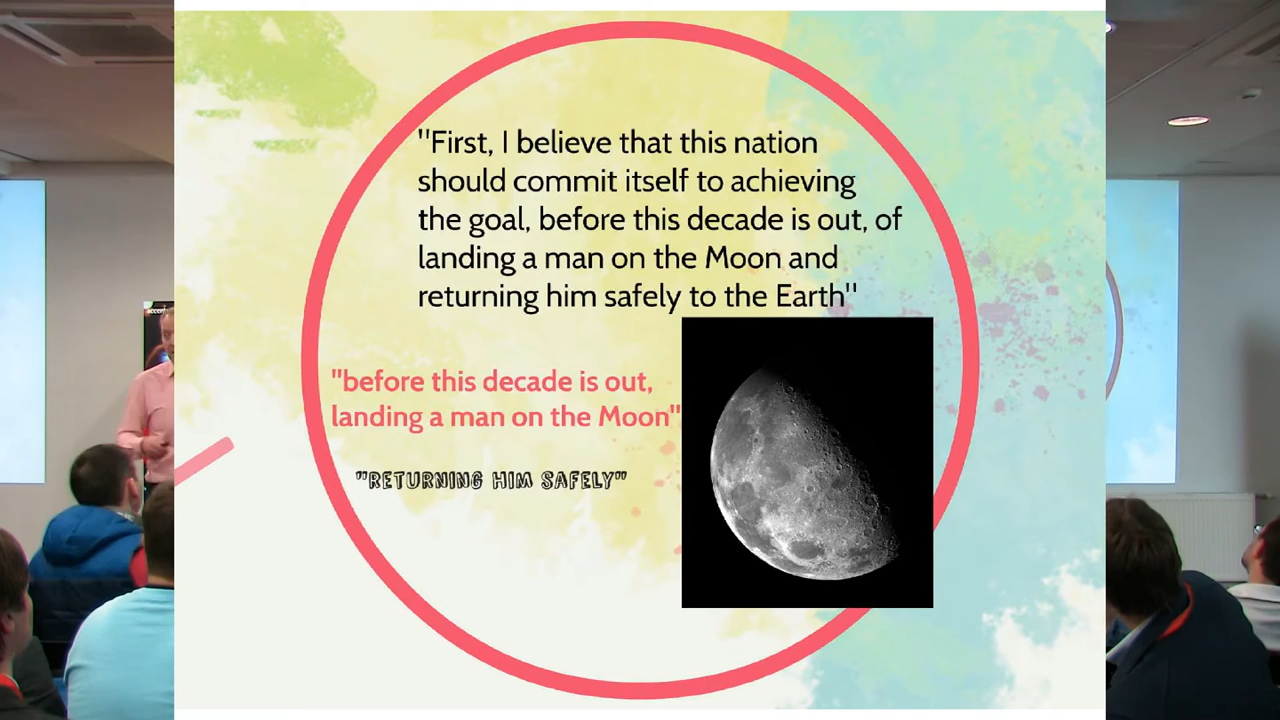 "First, I believe that this nation
should commit itself to achieving
the goal, before this decade is out, of
landing a man on the Moon and
returning him safely to the Earth"
"before this decade is out,
landing a man on the Moon"
"RETURNING HIM SAFELY"